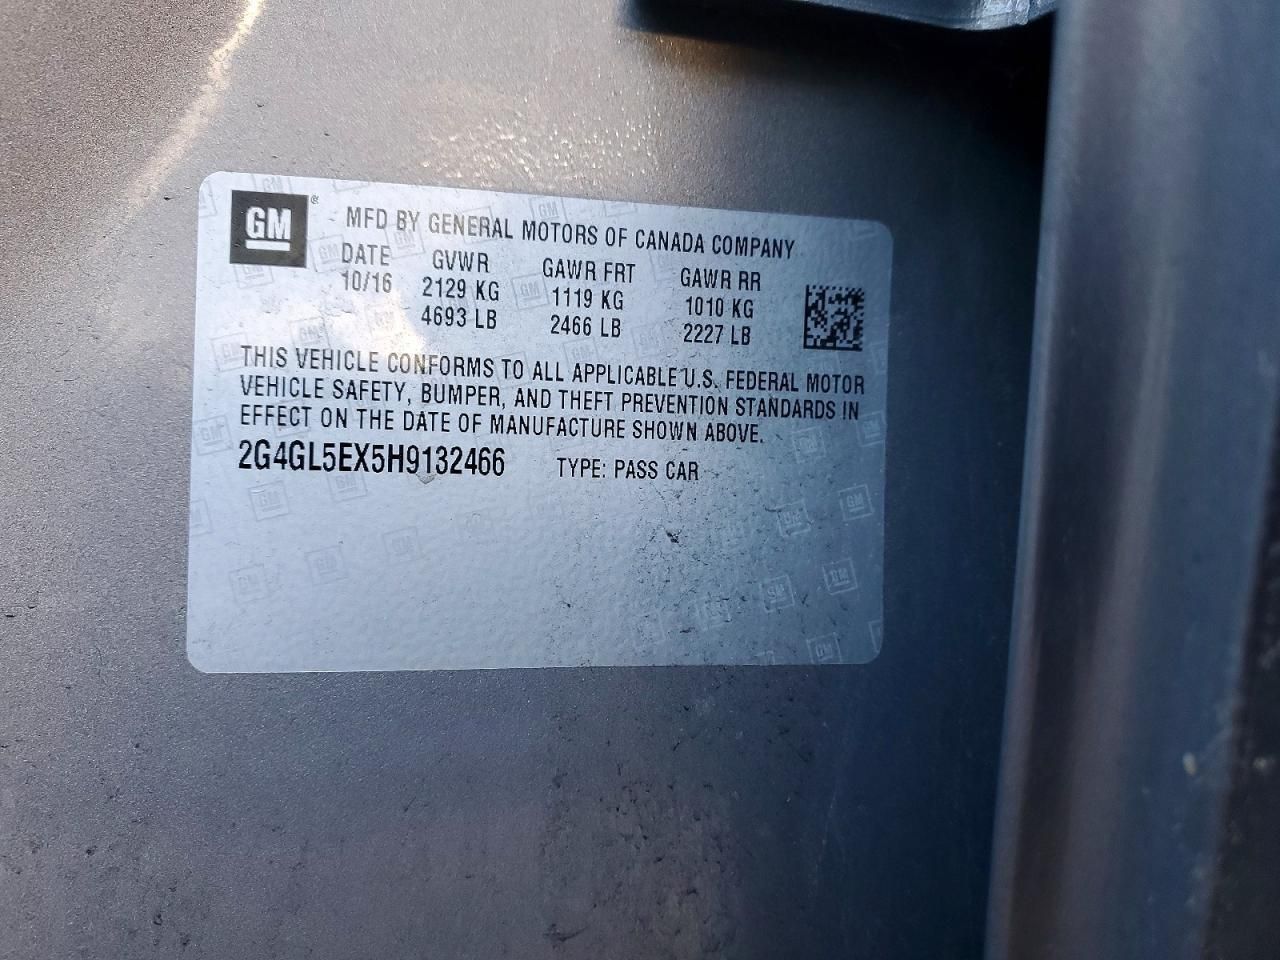 GM ® MFD BY GENERAL MOTORS OF CANADA COMPANY
DATE GVWR GAWR FRT GAWR RR
10/16 2129 KG 1119 KG 1010 KG
4693 LB 2466 LB 2227 LB
THIS VEHICLE CONFORMS TO ALL APPLICABLE U.S. FEDERAL MOTOR
VEHICLE SAFETY, BUMPER, AND THEFT PREVENTION STANDARDS IN
EFFECT ON THE DATE OF MANUFACTURE SHOWN ABOVE.
2G4GL5EX5H9132466 TYPE: PASS CAR